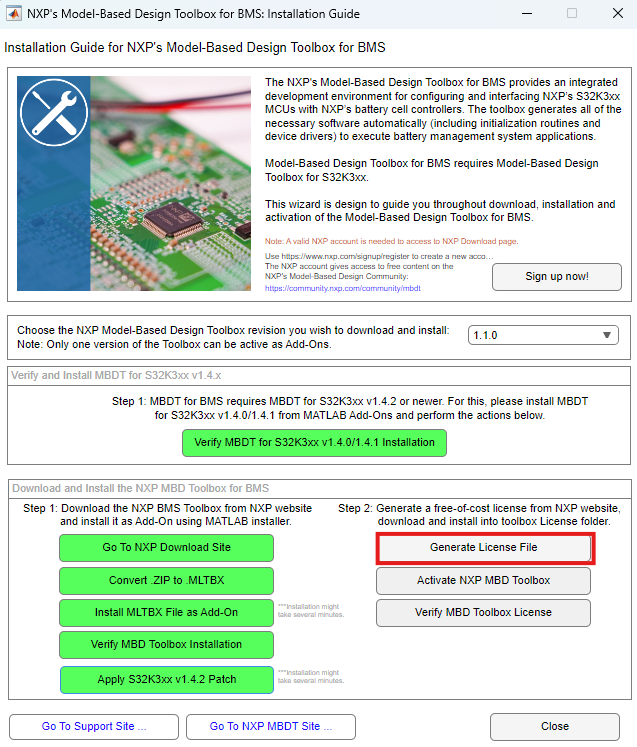 NXP's Model-Based Design Toolbox for BMS: Installation Guide
Installation Guide for NXP's Model-Based Design Toolbox for BMS
The NXP's Model-Based Design Toolbox for BMS provides an integrated
development environment for configuring and interfacing NXP's S32K3xx
MCUs with NXP's battery cell controllers. The toolbox generates all of the
necessary software automatically (including initialization routines and
device drivers) to execute battery management system applications.
Model-Based Design Toolbox for BMS requires Model-Based Design
Toolbox for S32K3xx.
This wizard is design to guide you throughout download, installation and
activation of the Model-Based Design Toolbox for BMS.
Note: A valid NXP account is needed to access to NXP Download page.
Use https://www.nxp.com/signup/register to create a new acco...
The NXP account gives access to free content on the
NXP's Model-Based Design Community:
https://community.nxp.com/community/mbdt
Sign up now!
Choose the NXP Model-Based Design Toolbox revision you wish to download and install:
Note: Only one version of the Toolbox can be active as Add-Ons.
1.1.0
Verify and Install MBDT for S32K3xx v1.4.x
Step 1: MBDT for BMS requires MBDT for S32K3xx v1.4.2 or newer. For this, please install MBDT
for S32K3xx v1.4.0/1.4.1 from MATLAB Add-Ons and perform the actions below.
Verify MBDT for S32K3xx v1.4.0/1.4.1 Installation
Download and Install the NXP MBD Toolbox for BMS
Step 1: Download the NXP BMS Toolbox from NXP website
and install it as Add-On using MATLAB installer.
Go To NXP Download Site
Convert .ZIP to .MLTBX
Install MLTBX File as Add-On
***Installation might
take several minutes.
Verify MBD Toolbox Installation
Apply S32K3xx v1.4.2 Patch
***Installation might
take several minutes.
Step 2: Generate a free-of-cost license from NXP website,
download and install into toolbox License folder.
Generate License File
Activate NXP MBD Toolbox
Verify MBD Toolbox License
Go To Support Site ...
Go To NXP MBDT Site ...
Close